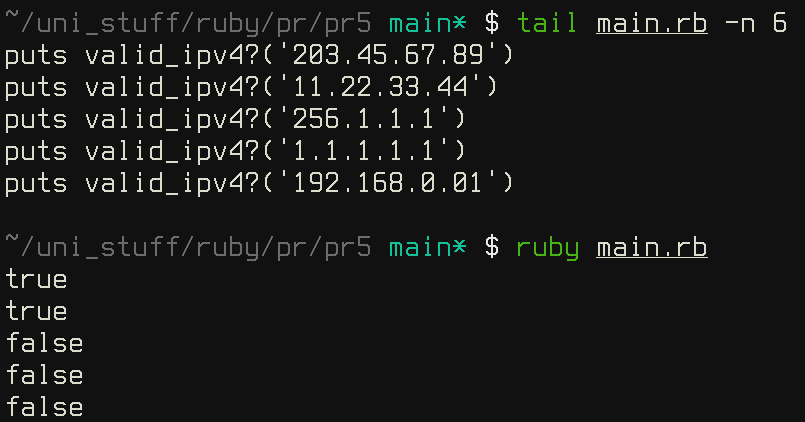 ~/uni_stuff/ruby/pr/pr5 main* $ tail main.rb -n 6
puts valid_ipv4?('203.45.67.89')
puts valid_ipv4?('11.22.33.44')
puts valid_ipv4?('256.1.1.1')
puts valid_ipv4?('1.1.1.1.1')
puts valid_ipv4?('192.168.0.01')
~/uni_stuff/ruby/pr/pr5 main* $ ruby main.rb
true
true
false
false
false